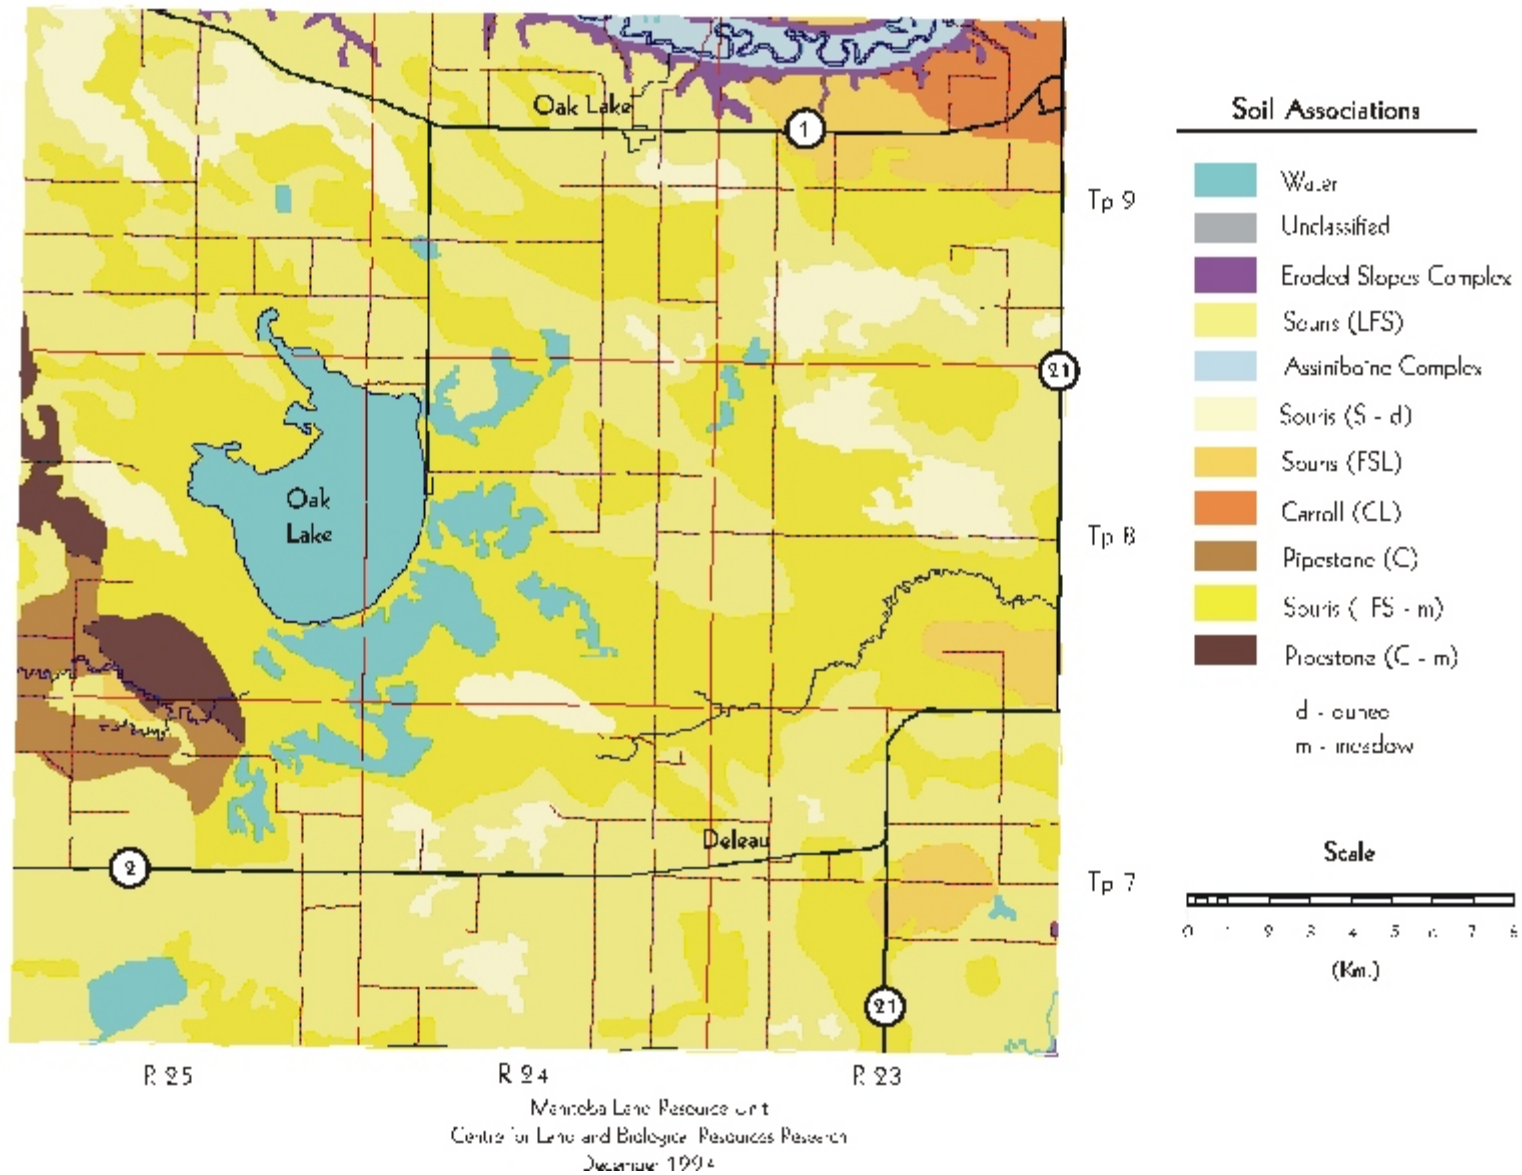 Soil Associations
Water
Unclassified
Eroded Slopes Complex
Souris (LFS)
Assiniboine Complex
Souris (S - d)
Souris (FSL)
Carroll (CL)
Pipestone (C)
Souris ( FS - m)
Pipestone (C - m)
d -
m - meadow
Scale
0 1 2 3 4 5 6 7 8
(Km.)
Oak Lake
1
Tp 9
21
Oak
Lake
Tp 8
Deleau
2
Tp 7
21
R 25 R 24 R 23
Manitoba Land Resource Unit
Centre for Land and Biological Resources Research
December 1994